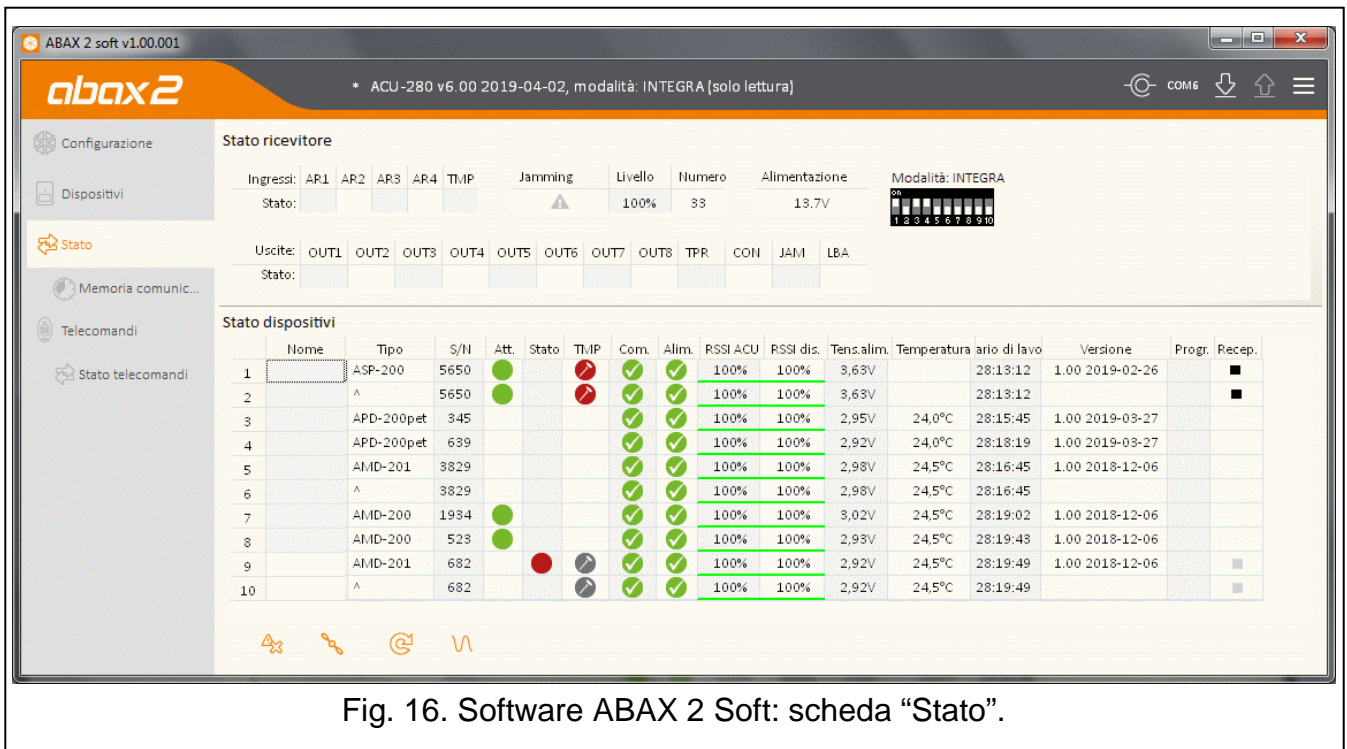 ABAX 2 soft v1.00.001
abax2
* ACU-280 v6.00 2019-04-02, modalità: INTEGRA (solo lettura)
COM6
Configurazione
Dispositivi
Stato
Memoria comunic...
Telecomandi
Stato telecomandi
Stato ricevitore
Ingressi: AR1 AR2 AR3 AR4 TMP Jamming Livello Numero Alimentazione Modalità: INTEGRA
Stato: 100% 33 13.7V
on
1 2 3 4 5 6 7 8 9 10
Uscite: OUT1 OUT2 OUT3 OUT4 OUT5 OUT6 OUT7 OUT8 TPR CON JAM LBA
Stato:
Stato dispositivi
Nome Tipo S/N Att. Stato TMP Com. Alim. RSSI ACU RSSI dis. Tens.alim. Temperatura ario di lavo Versione Progr. Recep.
1 ASP-200 5650 100% 100% 3,63V 28:13:12 1.00 2019-02-26
2 ^ 5650 100% 100% 3,63V 28:13:12
3 APD-200pet 345 100% 100% 2,95V 24,0°C 28:15:45 1.00 2019-03-27
4 APD-200pet 639 100% 100% 2,92V 24,0°C 28:18:19 1.00 2019-03-27
5 AMD-201 3829 100% 100% 2,98V 24,5°C 28:16:45 1.00 2018-12-06
6 ^ 3829 100% 100% 2,98V 24,5°C 28:16:45
7 AMD-200 1934 100% 100% 3,02V 24,5°C 28:19:02 1.00 2018-12-06
8 AMD-200 523 100% 100% 2,93V 24,5°C 28:19:43 1.00 2018-12-06
9 AMD-201 682 100% 100% 2,92V 24,5°C 28:19:49 1.00 2018-12-06
10 ^ 682 100% 100% 2,92V 24,5°C 28:19:49
Fig. 16. Software ABAX 2 Soft: scheda “Stato”.